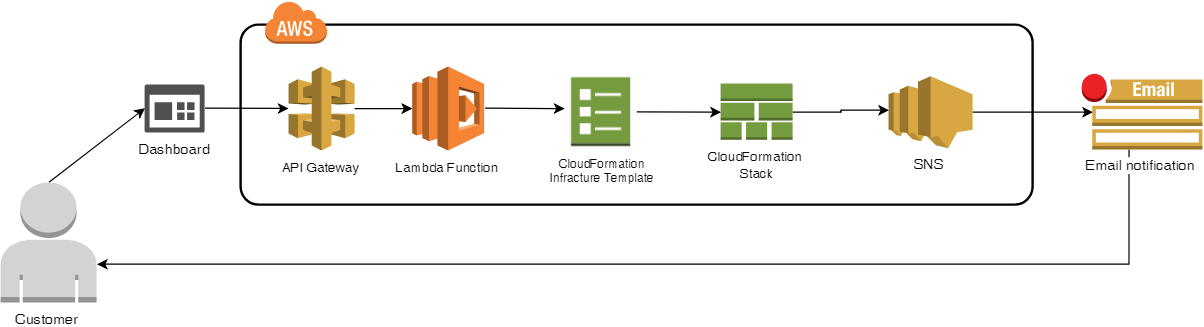 AWS
Email
Dashboard
API Gateway
Lambda Function
CloudFormation
Infracture Template
CloudFormation
Stack
SNS
Email notification
Customer